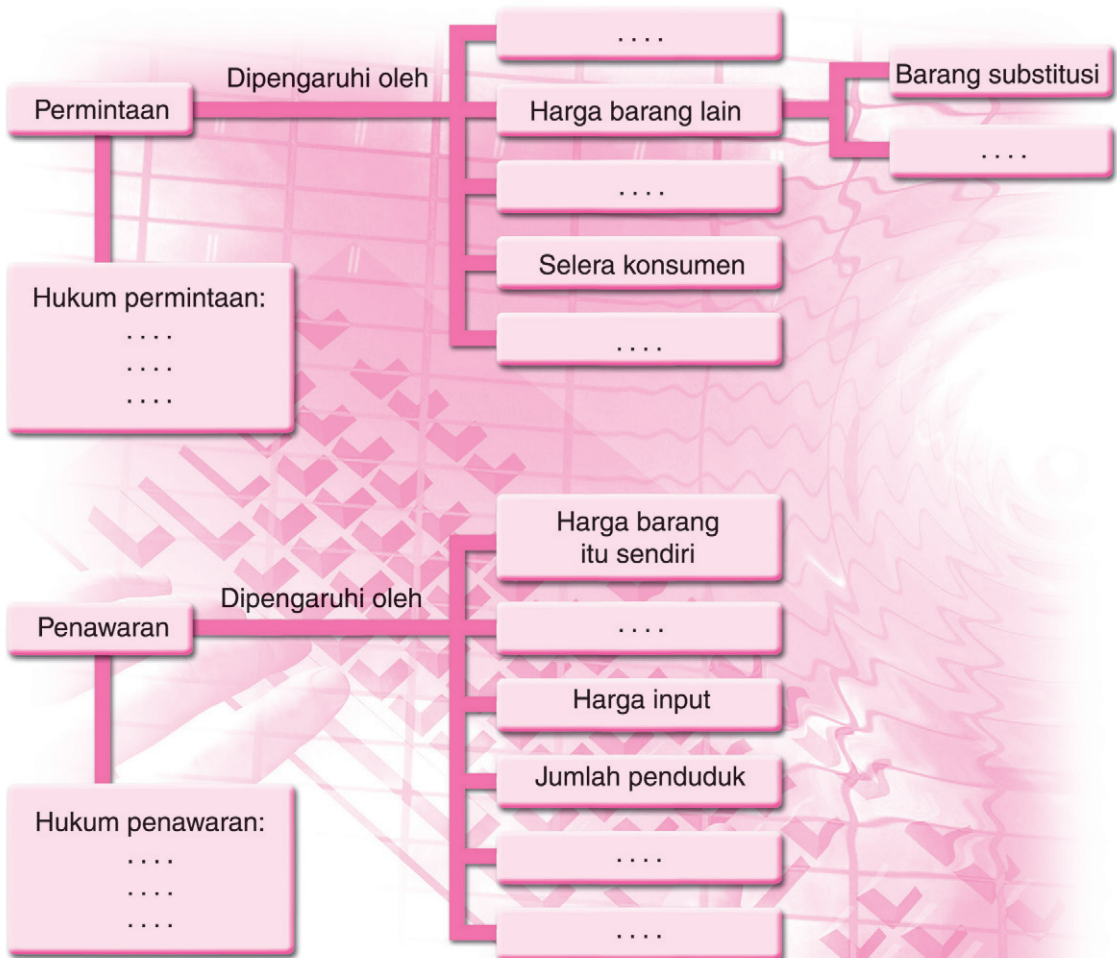 . . . .
Dipengaruhi oleh
Barang substitusi
Permintaan
Harga barang lain
. . . .
. . . .
Selera konsumen
Hukum permintaan:
. . . .
. . . .
. . . .
. . . .
Harga barang
itu sendiri
Dipengaruhi oleh
Penawaran
. . . .
Harga input
Jumlah penduduk
Hukum penawaran:
. . . .
. . . .
. . . .
. . . .
. . . .